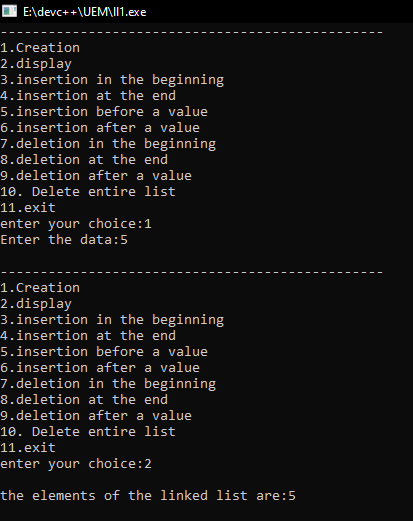 E:\devc++\UEM\ll1.exe
------------------------------------------------
1.Creation
2.display
3.insertion in the beginning
4.insertion at the end
5.insertion before a value
6.insertion after a value
7.deletion in the beginning
8.deletion at the end
9.deletion after a value
10. Delete entire list
11.exit
enter your choice:1
Enter the data:5
------------------------------------------------
1.Creation
2.display
3.insertion in the beginning
4.insertion at the end
5.insertion before a value
6.insertion after a value
7.deletion in the beginning
8.deletion at the end
9.deletion after a value
10. Delete entire list
11.exit
enter your choice:2
the elements of the linked list are:5